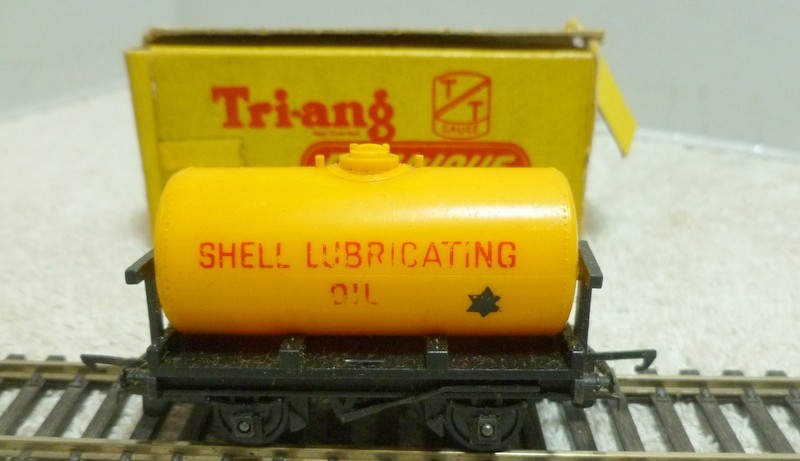 Tri-ang
T
T
GAUGE
SHELL LUBRICATING
OIL